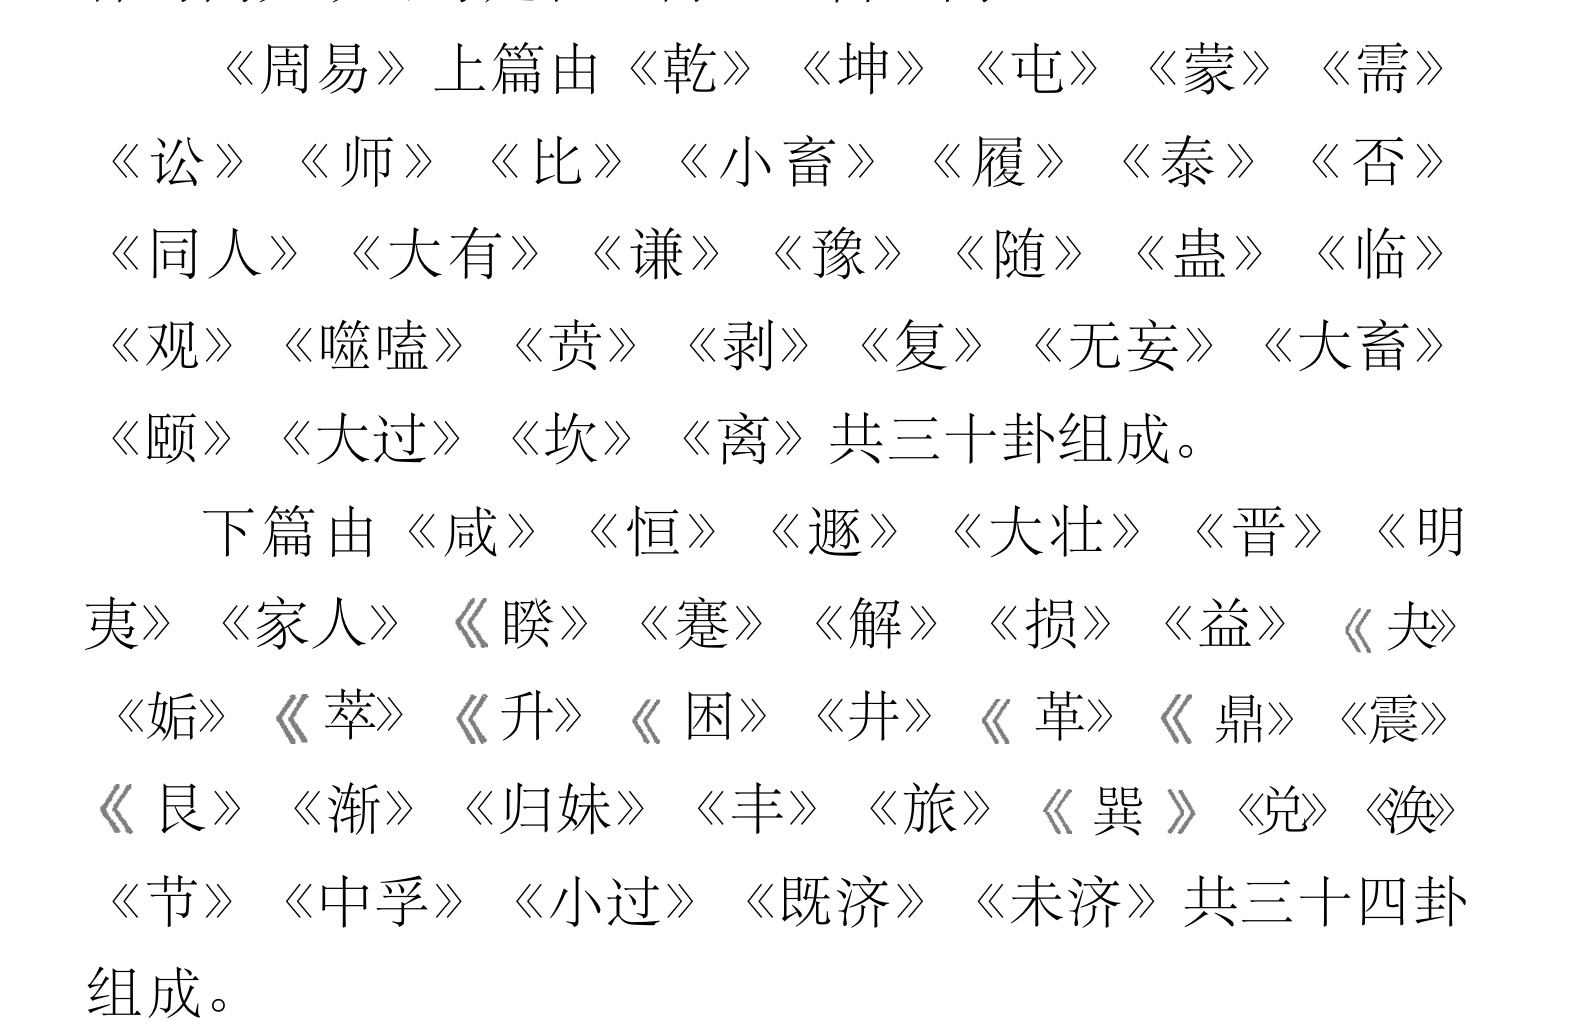 《周易》上篇由《乾》《坤》《屯》《蒙》《需》
《讼》《师》《比》《小畜》《履》《泰》《否》
《同人》《大有》《谦》《豫》《随》《蛊》《临》
《观》《噬嗑》《贲》《剥》《复》《无妄》《大畜》
《颐》《大过》《坎》《离》共三十卦组成。
下篇由《咸》《恒》《遯》《大壮》《晋》《明
夷》《家人》《睽》《蹇》《解》《损》《益》《夬》
《姤》《萃》《升》《困》《井》《革》《鼎》《震》
《艮》《渐》《归妹》《丰》《旅》《巽》《兑》《涣》
《节》《中孚》《小过》《既济》《未济》共三十四卦
组成。